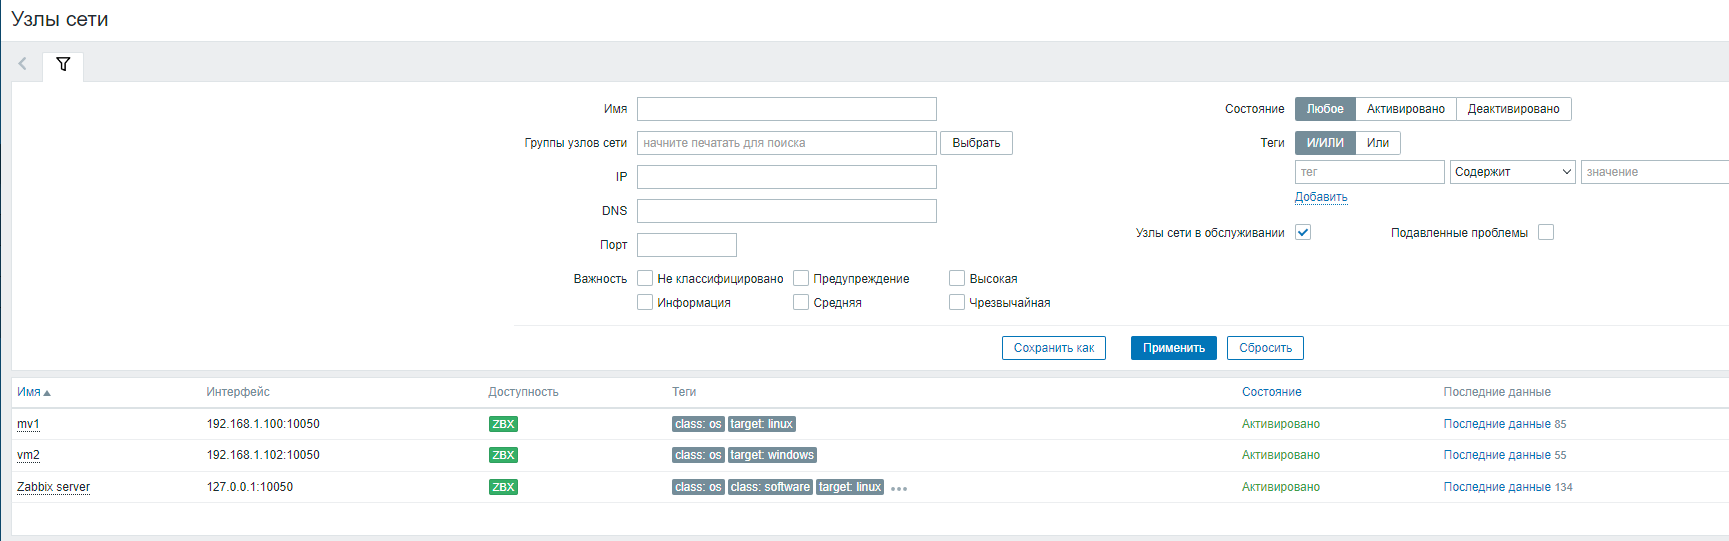 Узлы сети
Имя
Состояние Любое Активировано Деактивировано
Группы узлов сети начните печатать для поиска Выбрать
Теги И/ИЛИ Или
IP
тег Содержит значение
DNS
Добавить
Порт
Узлы сети в обслуживании Подавленные проблемы
Важность Не классифицировано Предупреждение Высокая
Информация Средняя Чрезвычайная
Сохранить как Применить Сбросить
Имя Интерфейс Доступность Теги Состояние Последние данные
mv1 192.168.1.100:10050 ZBX class: os target: linux Активировано Последние данные 85
vm2 192.168.1.102:10050 ZBX class: os target: windows Активировано Последние данные 55
Zabbix server 127.0.0.1:10050 ZBX class: os class: software target: linux ••• Активировано Последние данные 134